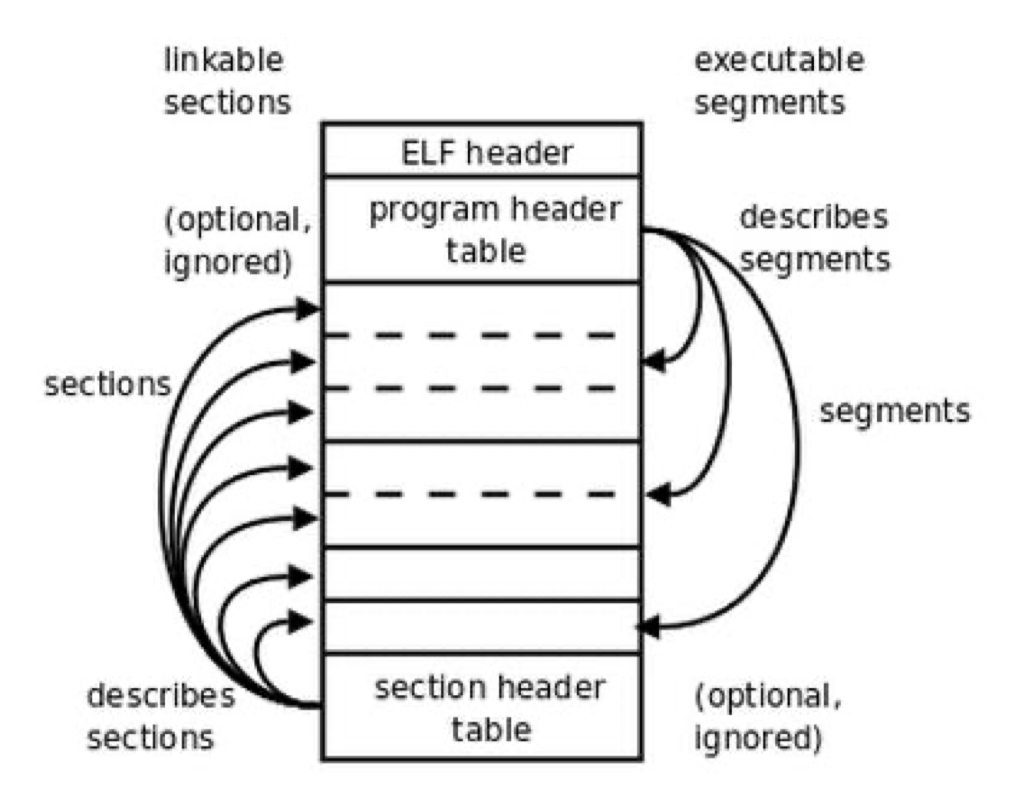 linkable
sections
executable
segments
ELF header
(optional,
ignored)
program header
table
describes
segments
sections
segments
describes
sections
section header
table
(optional,
ignored)